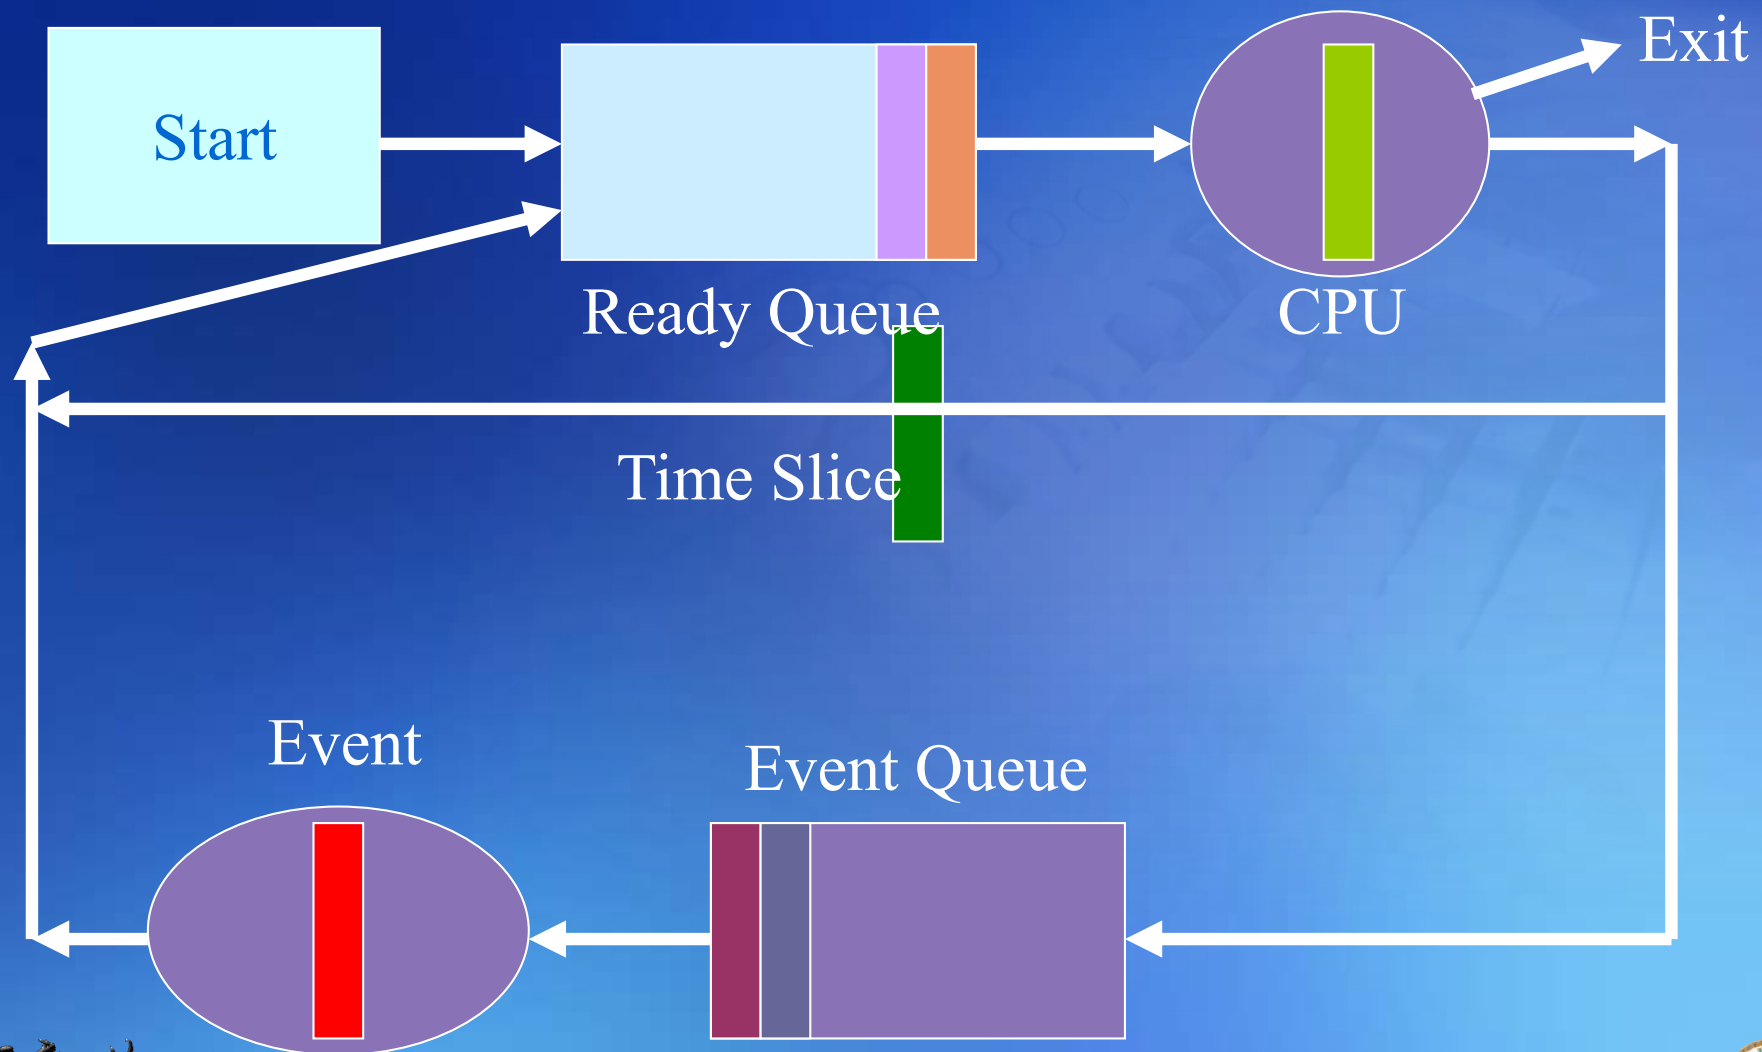 Start
Exit
Ready Queue
CPU
Time Slice
Event
Event Queue